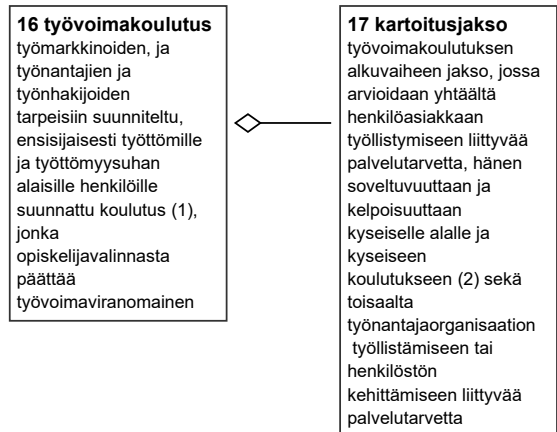 16 työvoimakoulutus
työmarkkinoiden, ja
työnantajien ja
työnhakijoiden
tarpeisiin suunniteltu,
ensisijaisesti työttömille
ja työttömyysuhan
alaisille henkilöille
suunnattu koulutus (1),
jonka
opiskelijavalinnasta
päättää
työvoimaviranomainen
17 kartoitusjakso
työvoimakoulutuksen
alkuvaiheen jakso, jossa
arvioidaan yhtäältä
henkilöasiakkaan
työllistymiseen liittyvää
palvelutarvetta, hänen
soveltuvuuttaan ja
kelpoisuuttaan
kyseiselle alalle ja
kyseiseen
koulutukseen (2) sekä
toisaalta
työnantajaorganisaation
työllistämiseen tai
henkilöstön
kehittämiseen liittyvää
palvelutarvetta